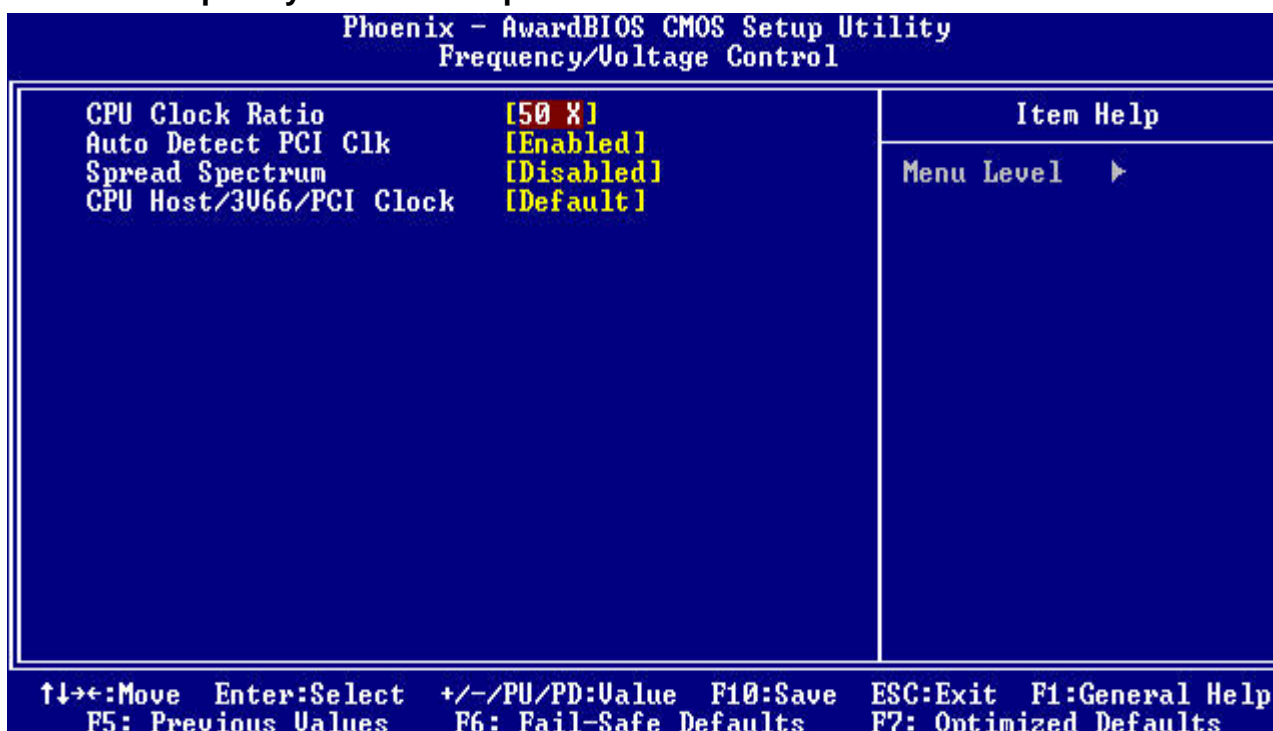 Phoenix - AwardBIOS CMOS Setup Utility
Frequency/Voltage Control
CPU Clock Ratio [50 X]
Auto Detect PCI Clk [Enabled]
Spread Spectrum [Disabled]
CPU Host/3V66/PCI Clock [Default]
Item Help
Menu Level ▶
↑↓→←:Move Enter:Select +/-/PU/PD:Value F10:Save ESC:Exit F1:General Help
F5: Previous Values F6: Fail-Safe Defaults F7: Optimized Defaults